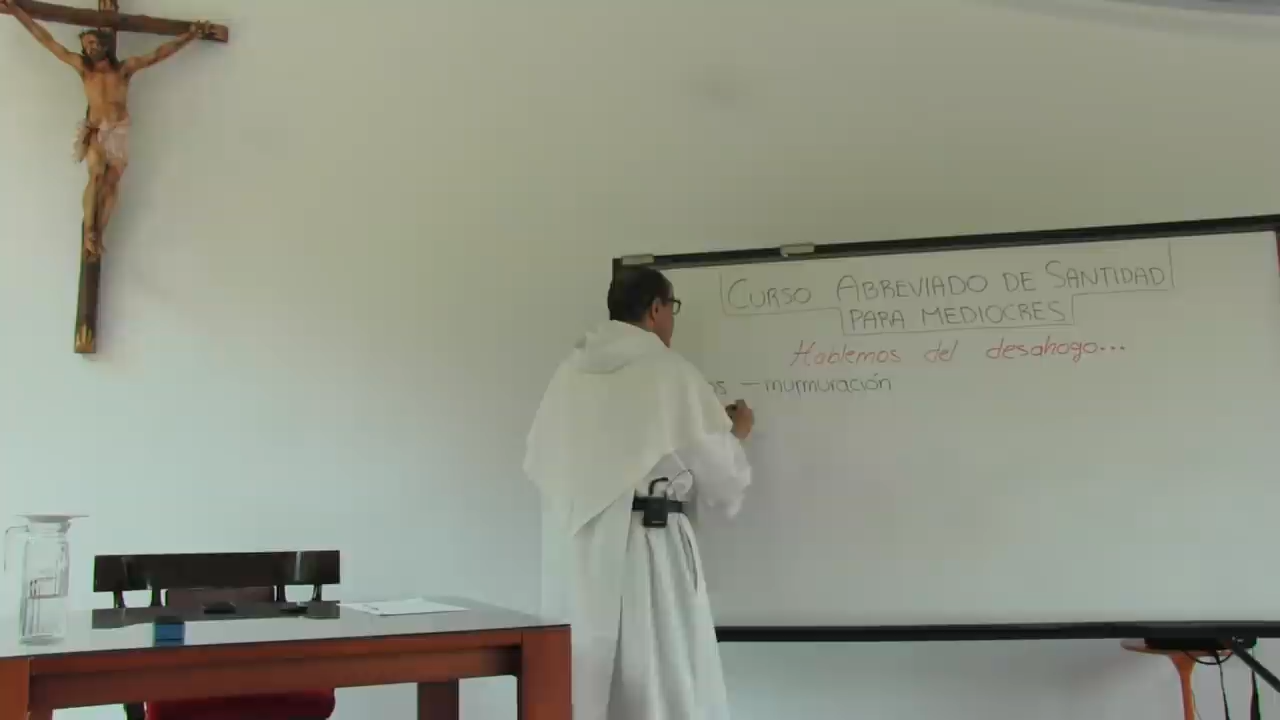 CURSO ABREVIADO DE SANTIDAD
PARA MEDIOCRES
Hablemos del desahogo...
— murmuración